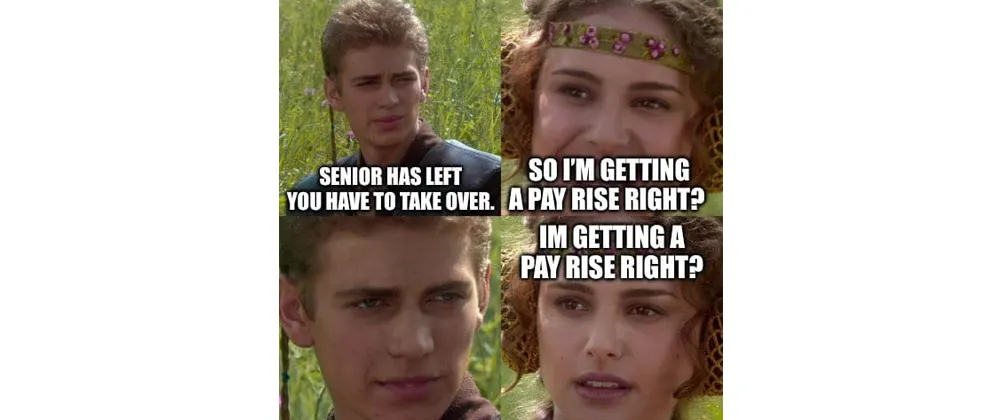 SENIOR HAS LEFT
YOU HAVE TO TAKE OVER.
SO I'M GETTING
A PAY RISE RIGHT?
IM GETTING A
PAY RISE RIGHT?